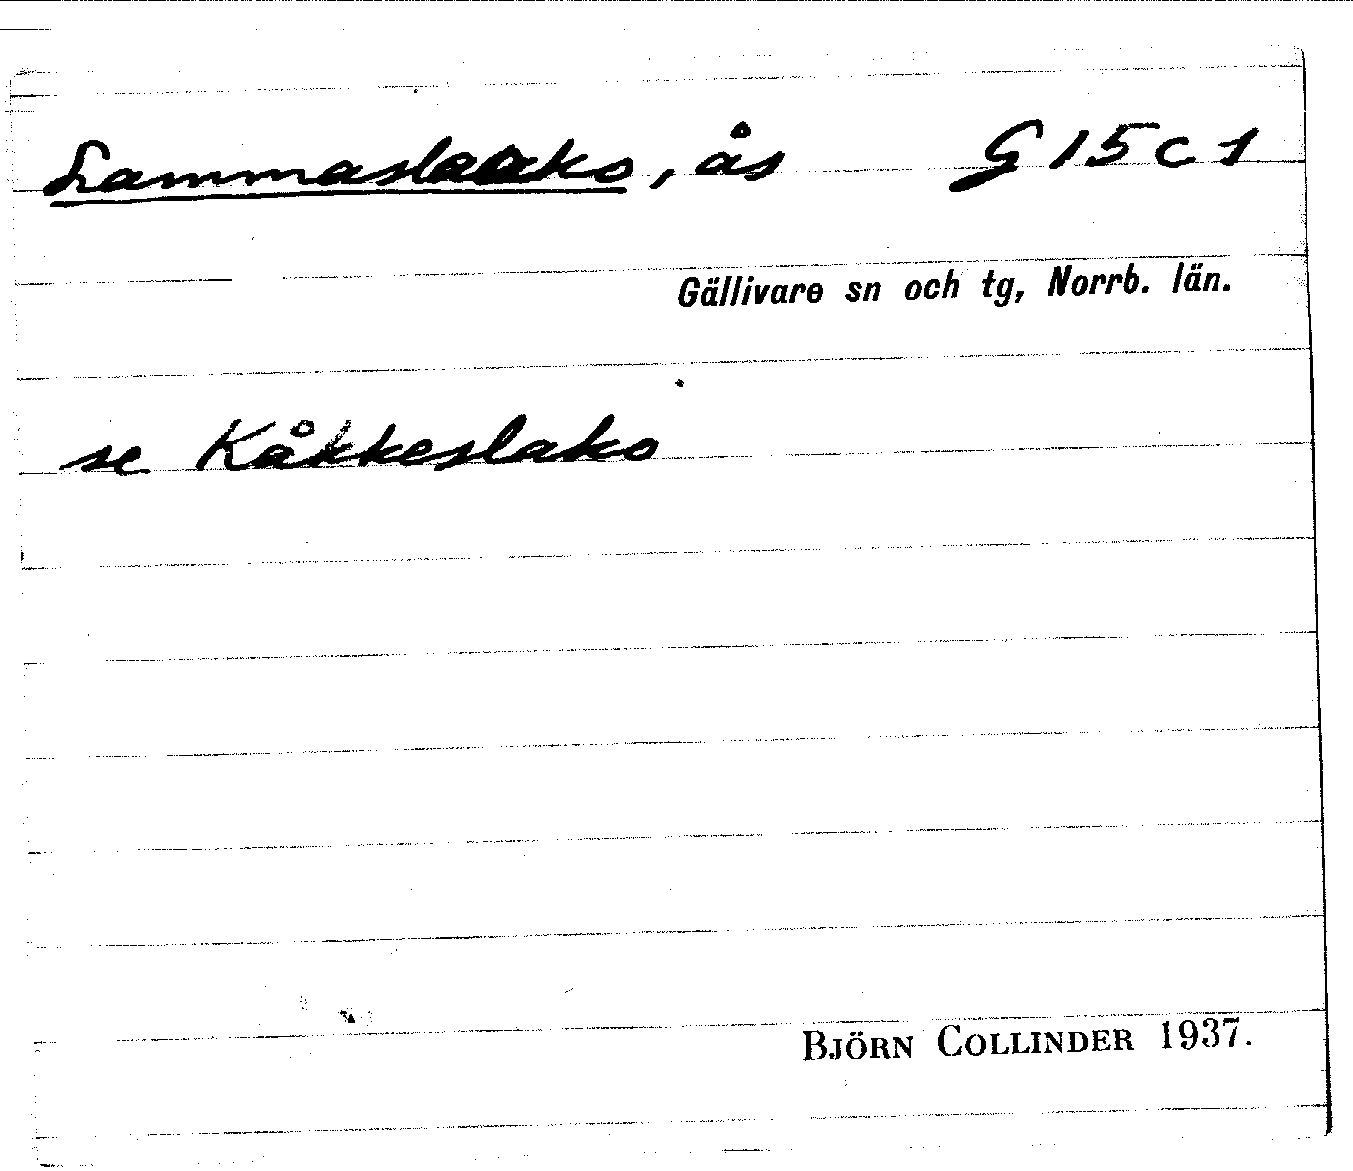 Lammaslaako, ås G 15 c 1
Gällivare sn och tg, Norrb. län.
se Kåkkeslako
BJÖRN COLLINDER 1937.